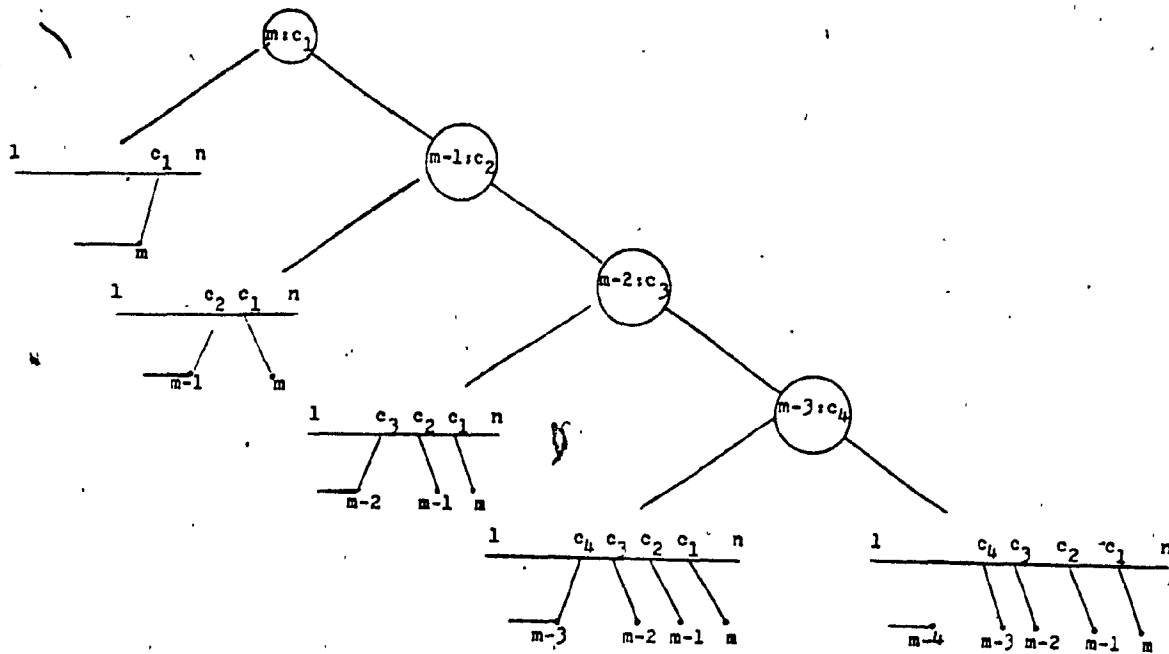 m:c₁
m-1:c₂
1 c₁ n
m
m-2:c₃
1 c₂ c₁ n
m-1 m
m-3:c₄
1 c₃ c₂ c₁ n
m-2 m-1 m
1 c₄ c₃ c₂ c₁ n
m-3 m-2 m-1 m
1 c₄ c₃ c₂ c₁ n
m-4 m-3 m-2 m-1 m